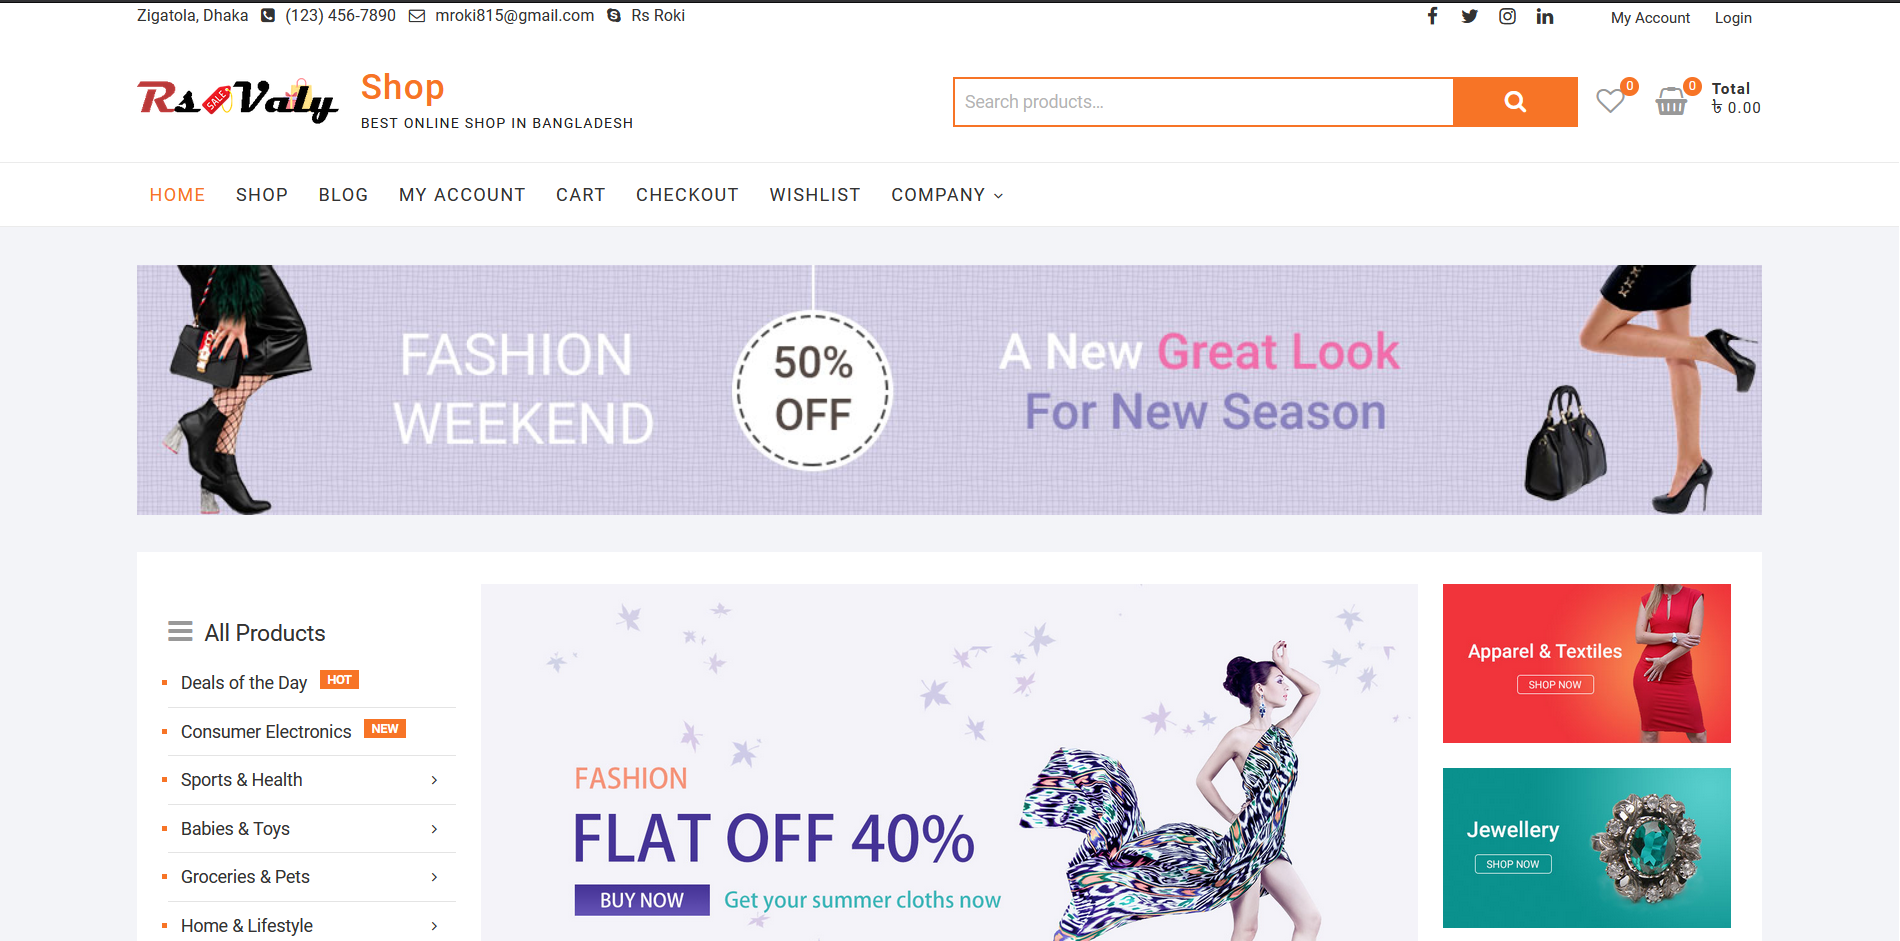 Zigatola, Dhaka (123) 456-7890 mroki815@gmail.com Rs Roki
My Account Login
Rs SALE Valy
Shop
BEST ONLINE SHOP IN BANGLADESH
Search products...
0
0
Total
৳ 0.00
HOME SHOP BLOG MY ACCOUNT CART CHECKOUT WISHLIST COMPANY
FASHION
WEEKEND
50%
OFF
A New Great Look
For New Season
All Products
Deals of the Day HOT
Consumer Electronics NEW
Sports & Health
Babies & Toys
Groceries & Pets
Home & Lifestyle
FASHION
FLAT OFF 40%
BUY NOW Get your summer cloths now
Apparel & Textiles
SHOP NOW
Jewellery
SHOP NOW